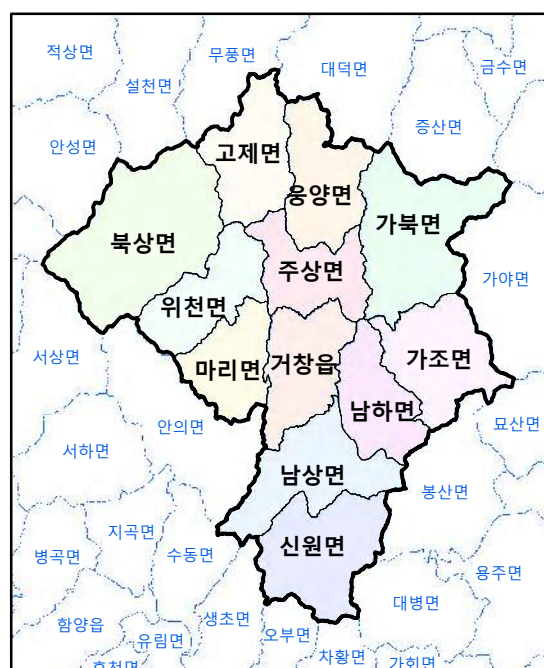 적상면
설천면
무풍면
대덕면
금수면
안성면
증산면
고제면
웅양면
가북면
북상면
주상면
가야면
위천면
서상면
마리면
거창읍
가조면
남하면
안의면
묘산면
서하면
남상면
봉산면
지곡면
병곡면
수동면
신원면
용주면
대병면
함양읍
생초면
유림면
오부면
차황면
가회면